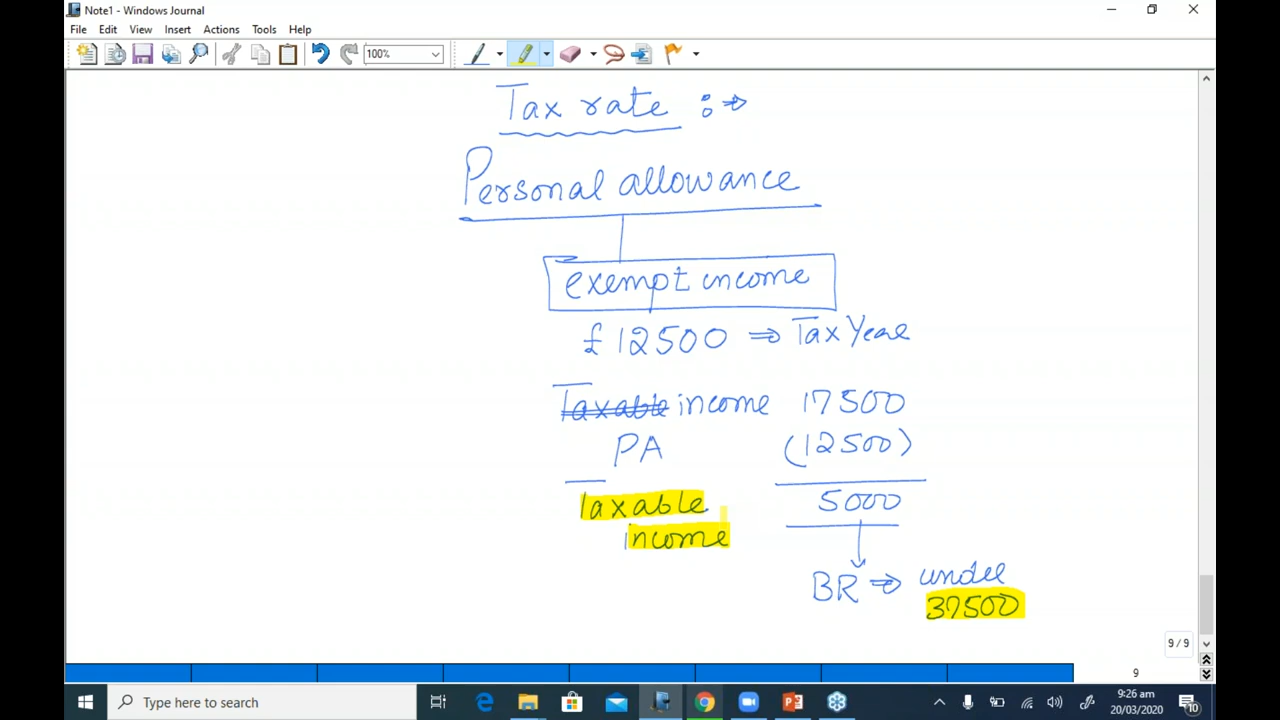 Note1 - Windows Journal
File Edit View Insert Actions Tools Help
100%
Tax rate :⇒
Personal allowance
exempt income
£12500 ⇒ Tax Year
Taxable income 17500
PA (12500)
Taxable 5000
income
BR ⇒ under
37500
9 / 9
9
Type here to search
9:26 am
20/03/2020
10